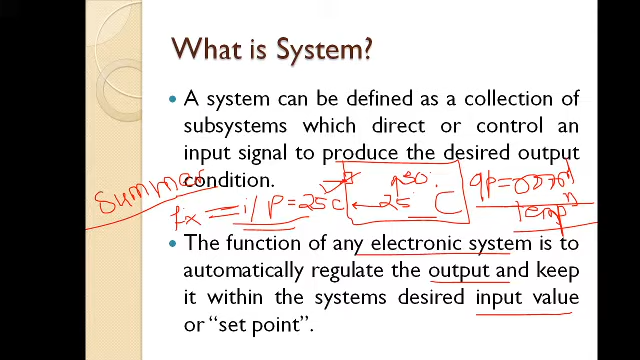 What is System?
• A system can be defined as a collection of
subsystems which direct or control an
input signal to produce the desired output
condition.
Summer
fx = i/p = 25 C
25 C
The function of any electronic system is to
automatically regulate the output and keep
it within the systems desired input value
or “set point”.